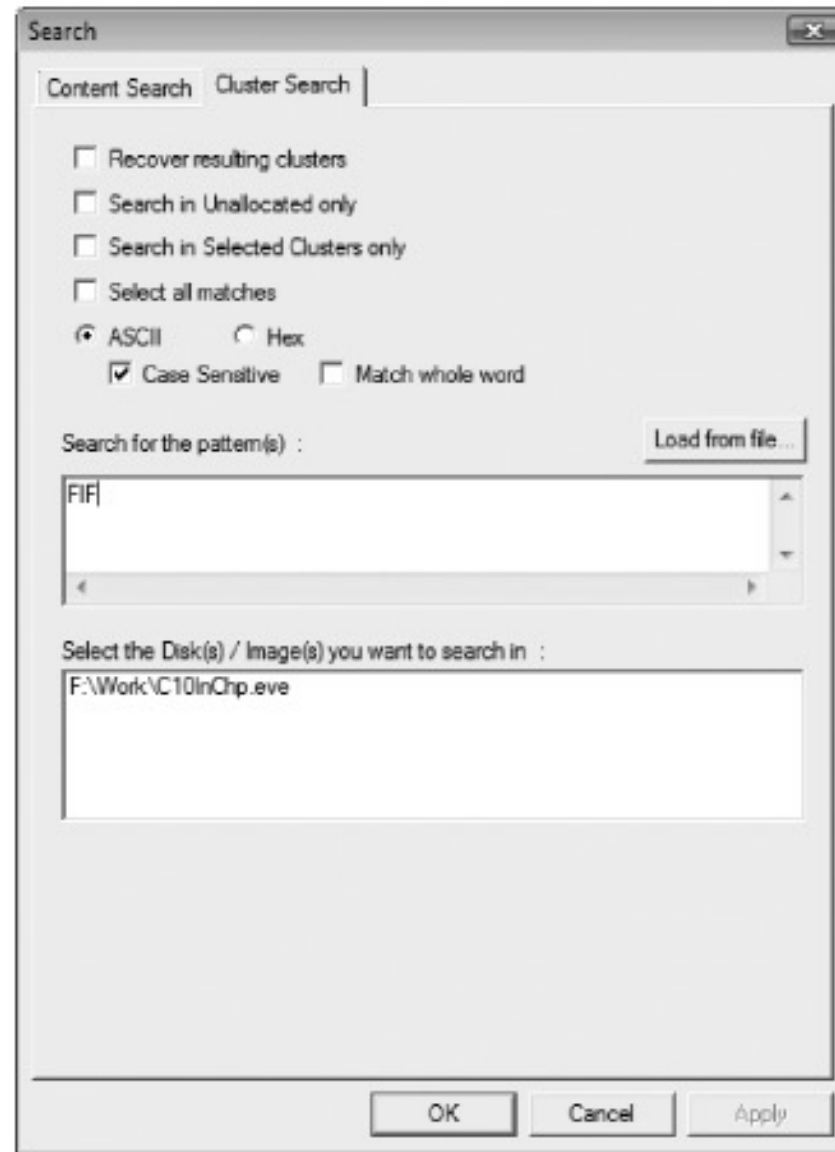 Search
Content Search Cluster Search
Recover resulting clusters
Search in Unallocated only
Search in Selected Clusters only
Select all matches
ASCII Hex
Case Sensitive Match whole word
Search for the pattern(s) : Load from file...
FIF
Select the Disk(s) / Image(s) you want to search in :
F:\Work\C10InChp.eve
OK Cancel Apply